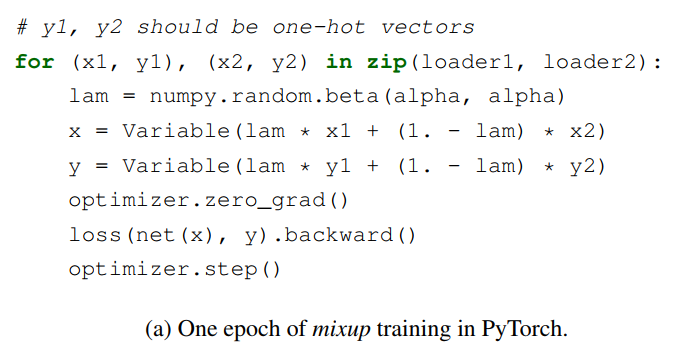 # y1, y2 should be one-hot vectors
for (x1, y1), (x2, y2) in zip(loader1, loader2):
    lam = numpy.random.beta(alpha, alpha)
    x = Variable(lam * x1 + (1. - lam) * x2)
    y = Variable(lam * y1 + (1. - lam) * y2)
    optimizer.zero_grad()
    loss(net(x), y).backward()
    optimizer.step()
(a) One epoch of mixup training in PyTorch.